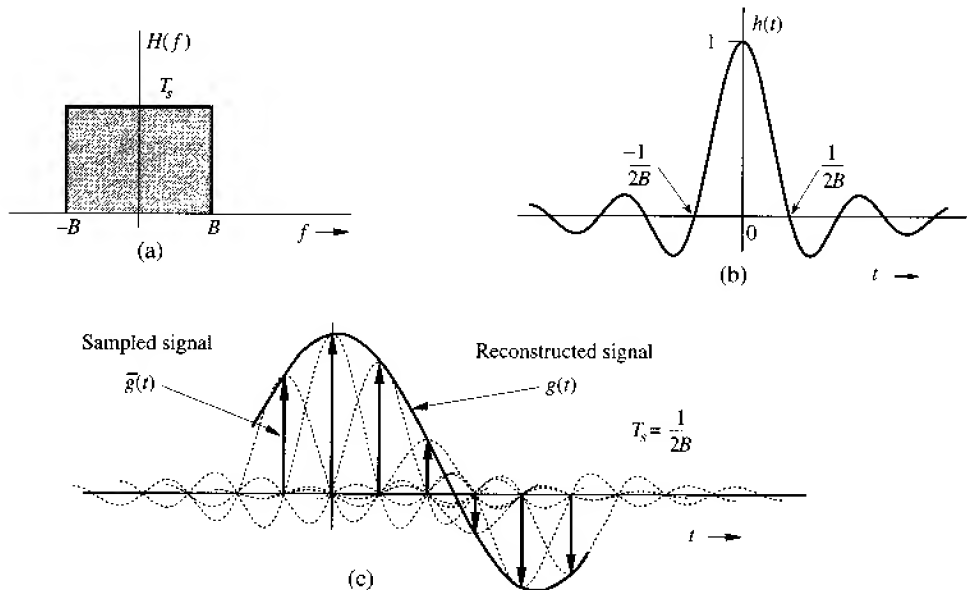 H(f)
T_s
-B
B
f →
(a)
h(t)
1
-1/2B
1/2B
0
t →
(b)
Sampled signal
g̅(t)
Reconstructed signal
g(t)
T_s = 1/2B
t →
(c)